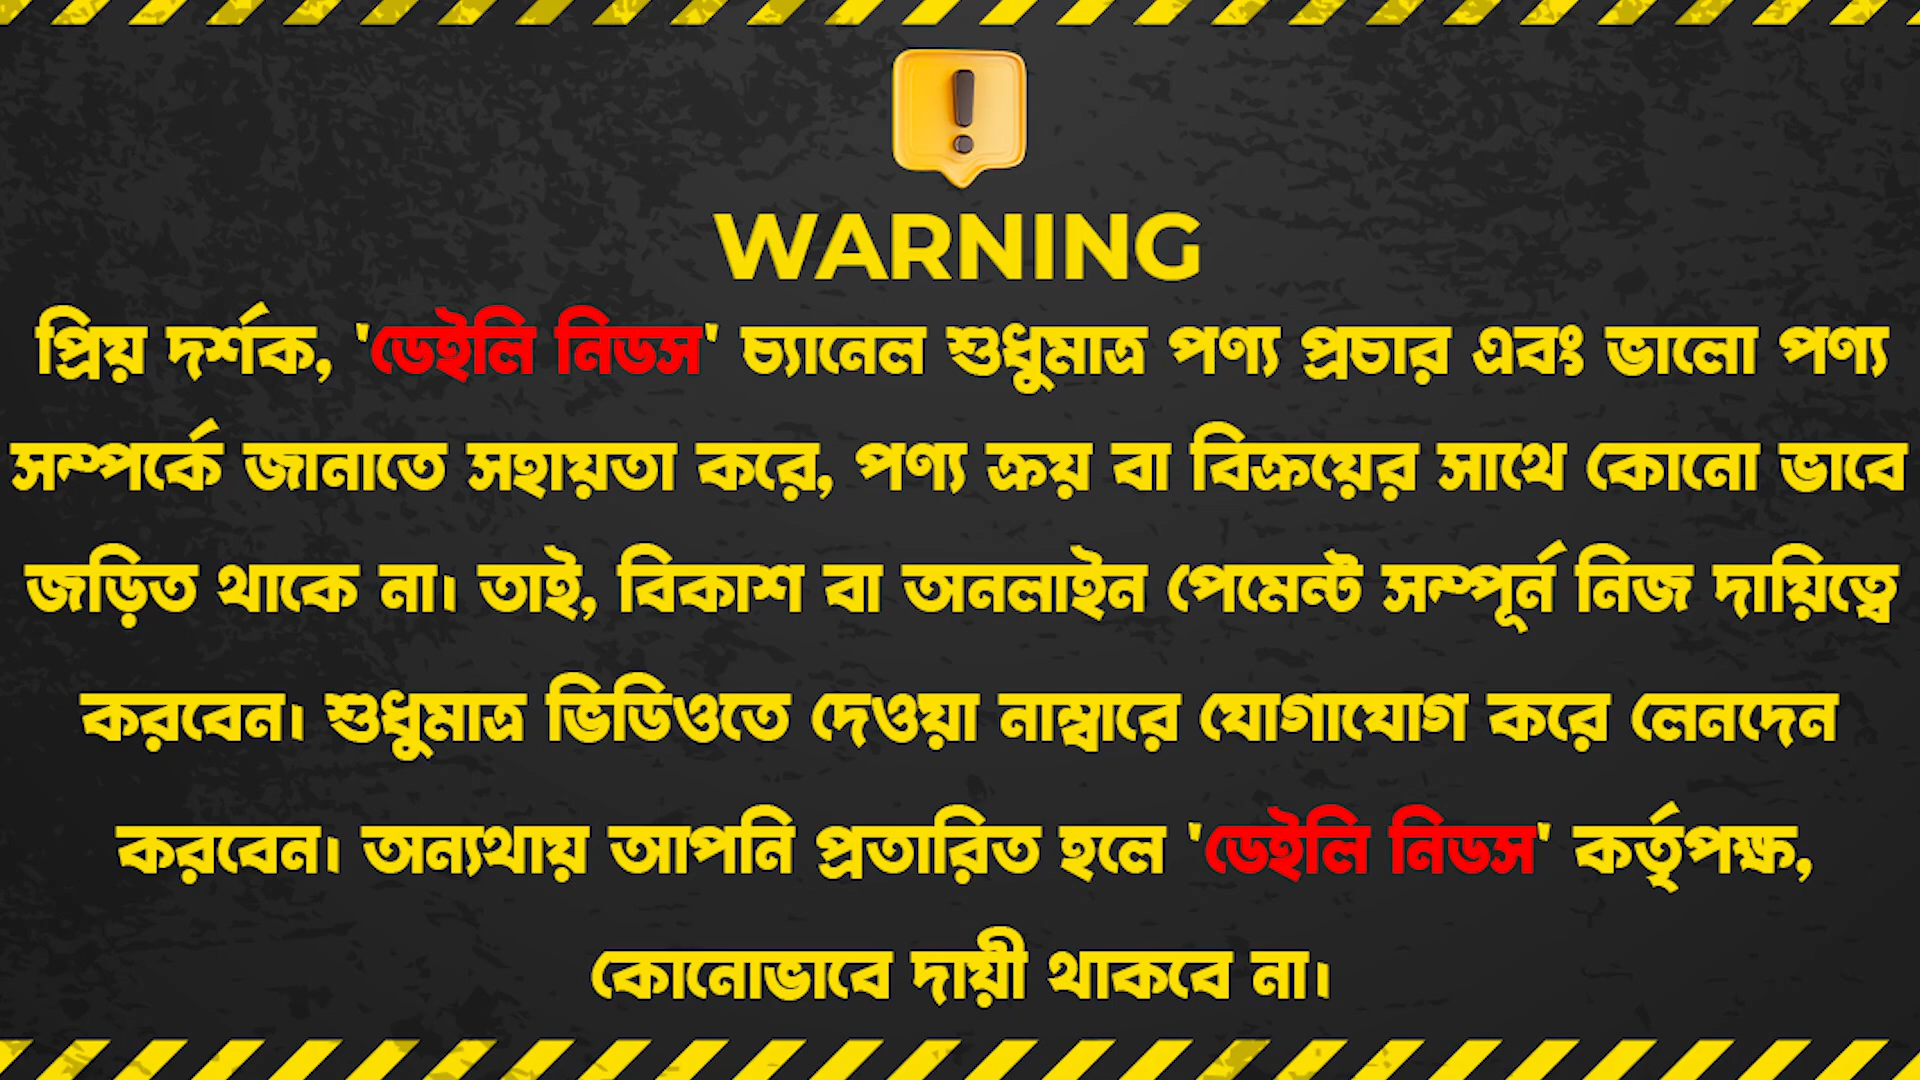 WARNING
প্রিয় দর্শক, 'ডেইলি নিডস' চ্যানেল শুধুমাত্র পণ্য প্রচার এবং ভালো পণ্য
সম্পর্কে জানাতে সহায়তা করে, পণ্য ক্রয় বা বিক্রয়ের সাথে কোনো ভাবে
জড়িত থাকে না। তাই, বিকাশ বা অনলাইন পেমেন্ট সম্পূর্ন নিজ দায়িত্বে
করবেন। শুধুমাত্র ভিডিওতে দেওয়া নাম্বারে যোগাযোগ করে লেনদেন
করবেন। অন্যথায় আপনি প্রতারিত হলে 'ডেইলি নিডস' কর্তৃপক্ষ,
কোনোভাবে দায়ী থাকবে না।